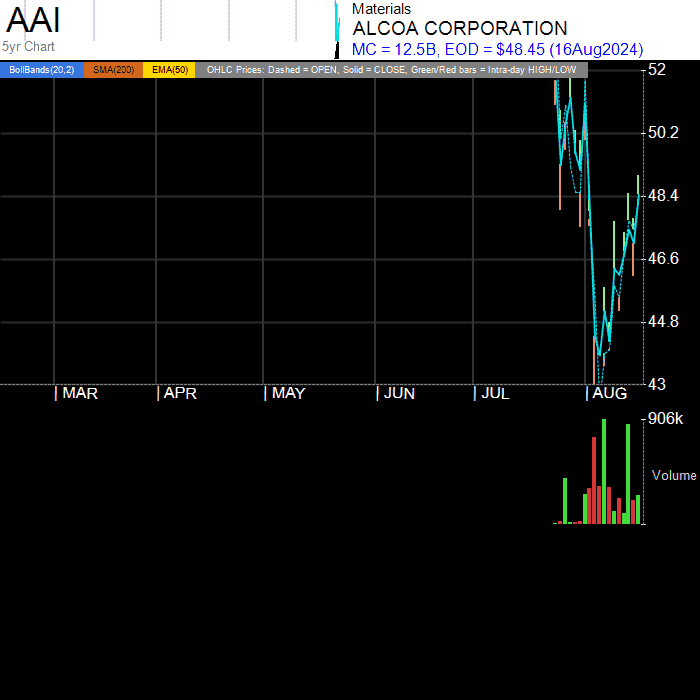 AAI
5yr Chart
Materials
ALCOA CORPORATION
MC = 12.5B, EOD = $48.45 (16Aug2024)
BollBands(20,2) SMA(200) EMA(50) OHLC Prices: Dashed = OPEN, Solid = CLOSE, Green/Red bars = Intra-day HIGH/LOW
52
50.2
48.4
46.6
44.8
43
| MAR | APR | MAY | JUN | JUL | AUG
906k
Volume